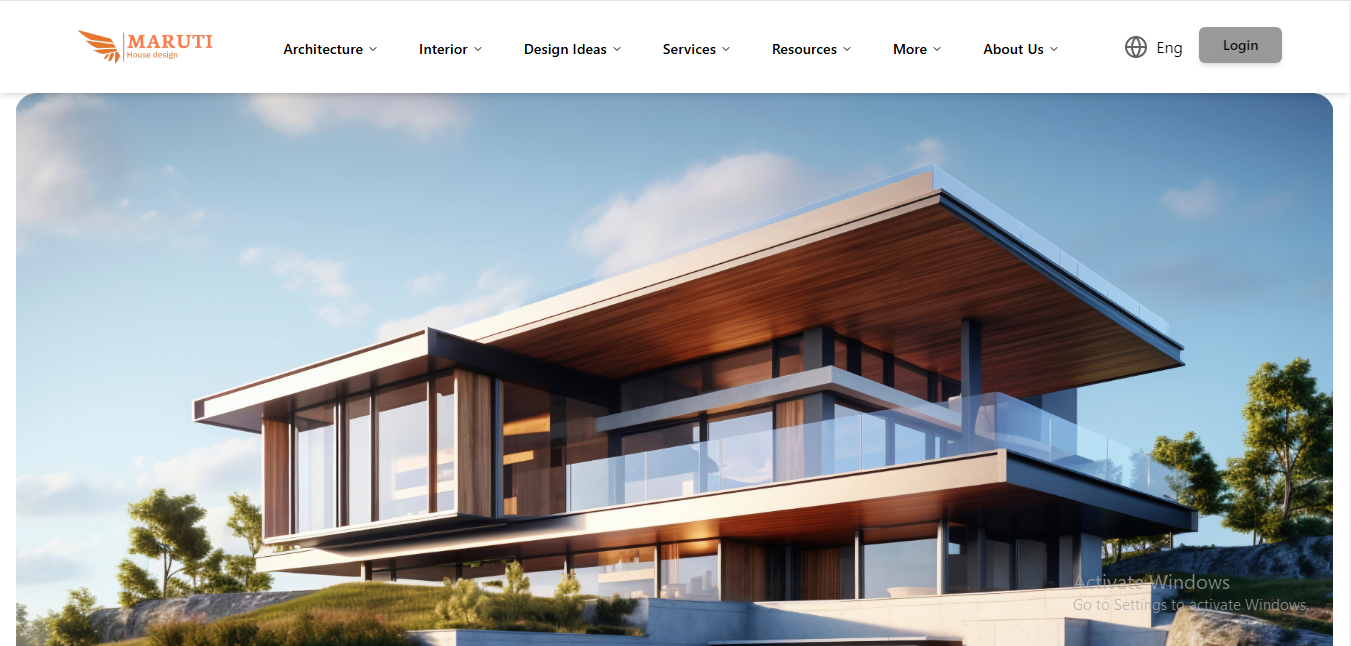 MARUTI
House design
Architecture
Interior
Design Ideas
Services
Resources
More
About Us
Eng
Login
Activate Windows
Go to Settings to activate Windows.